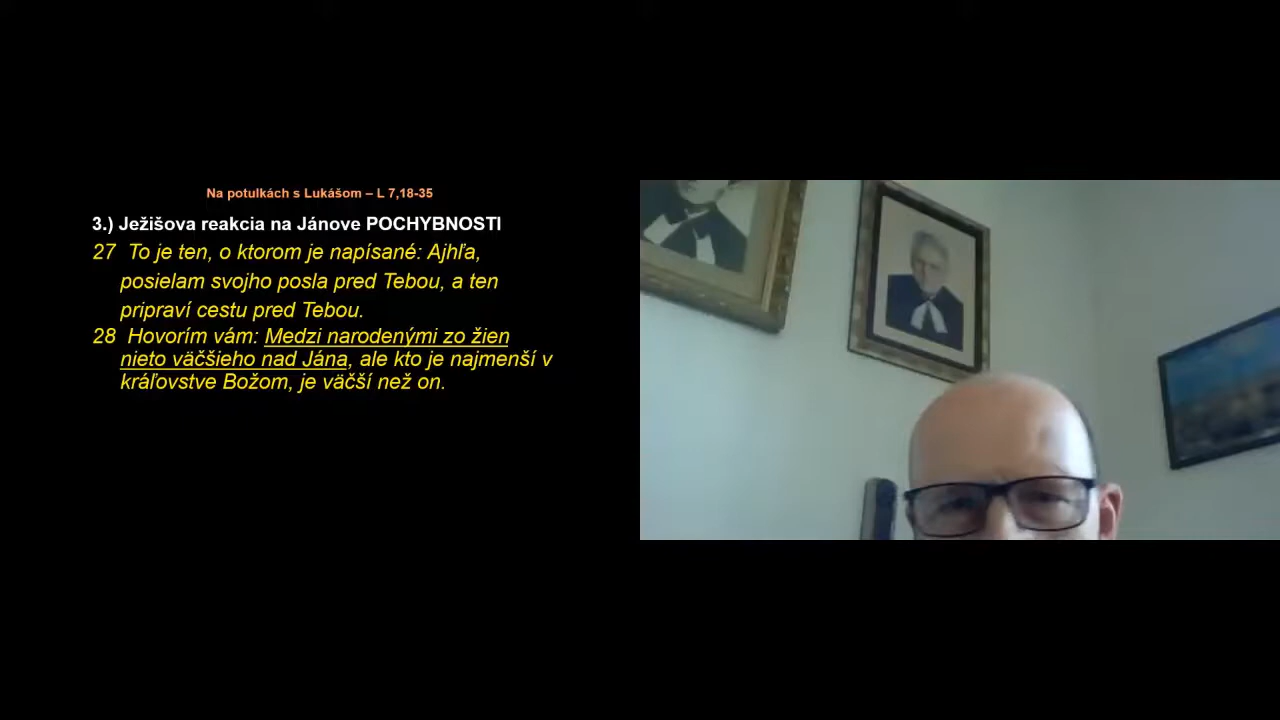 Na potulkách s Lukášom – L 7,18-35
3.) Ježišova reakcia na Jánove POCHYBNOSTI
27 To je ten, o ktorom je napísané: Ajhľa,
posielam svojho posla pred Tebou, a ten
pripraví cestu pred Tebou.
28 Hovorím vám: Medzi narodenými zo žien
nieto väčšieho nad Jána, ale kto je najmenší v
kráľovstve Božom, je väčší než on.